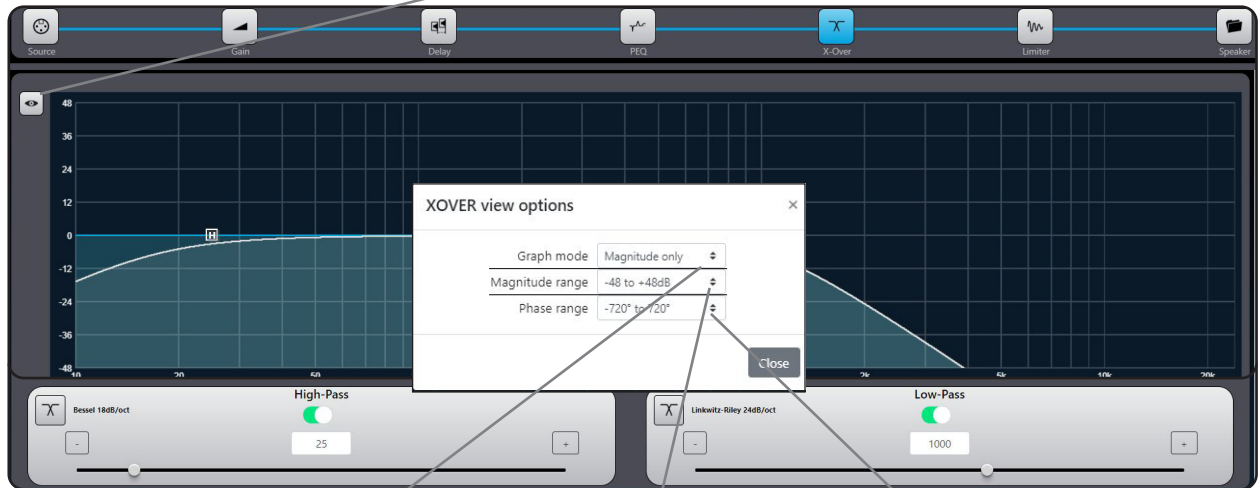 Source Gain Delay PEQ X-Over Limiter Speaker
48
36
24
12
0
H
-12
-24
-36
-48
10 20 50 2k 5k 10k 20k
XOVER view options ×
Graph mode Magnitude only
Magnitude range -48 to +48dB
Phase range -720° to 720°
Close
High-Pass
Bessel 18dB/oct
- 25 +
Low-Pass
Linkwitz-Riley 24dB/oct
- 1000 +